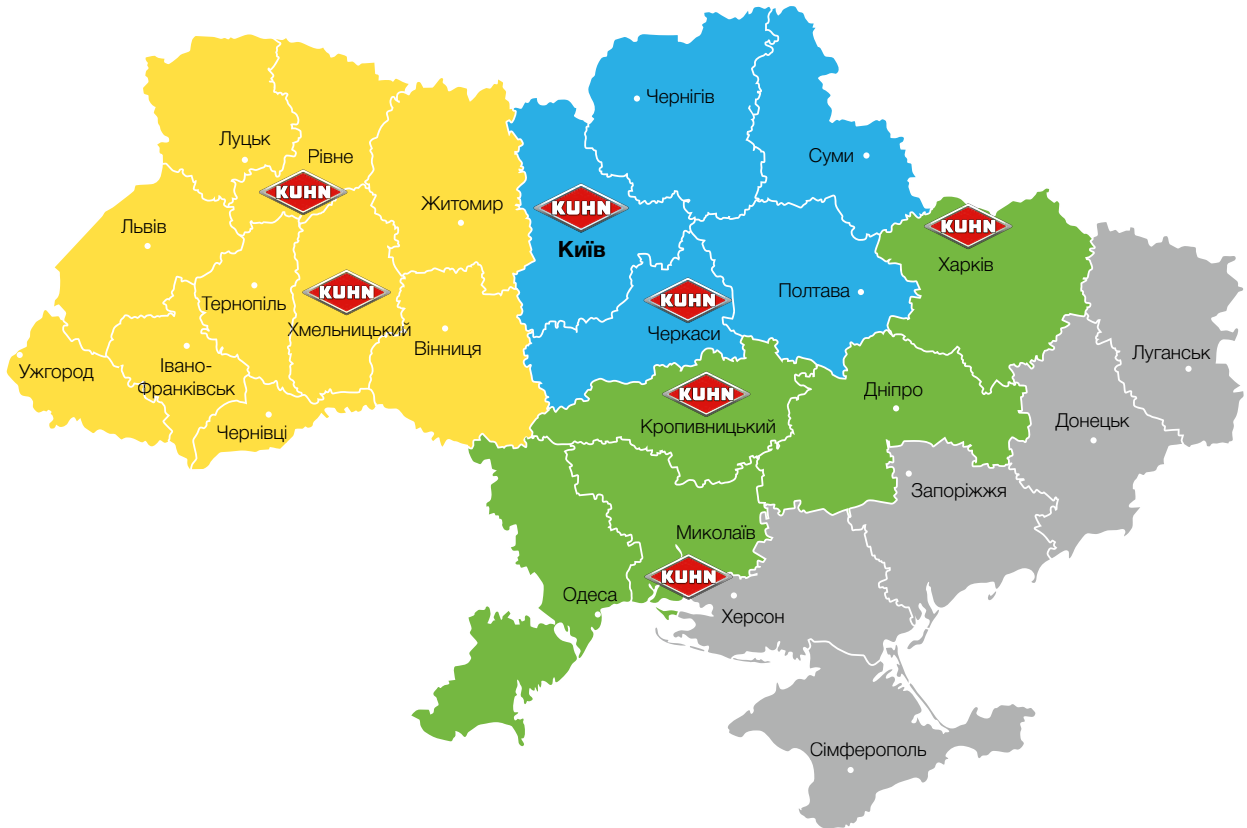 Чернігів
Луцьк
Рівне
Суми
KUHN
Житомир
KUHN
Львів
Київ
KUHN
Харків
Тернопіль
KUHN
Хмельницький
KUHN
Черкаси
Полтава
Вінниця
Ужгород
Івано-
Франківськ
Луганськ
KUHN
Кропивницький
Дніпро
Чернівці
Донецьк
Запоріжжя
Миколаїв
KUHN
Одеса
Херсон
Сімферополь